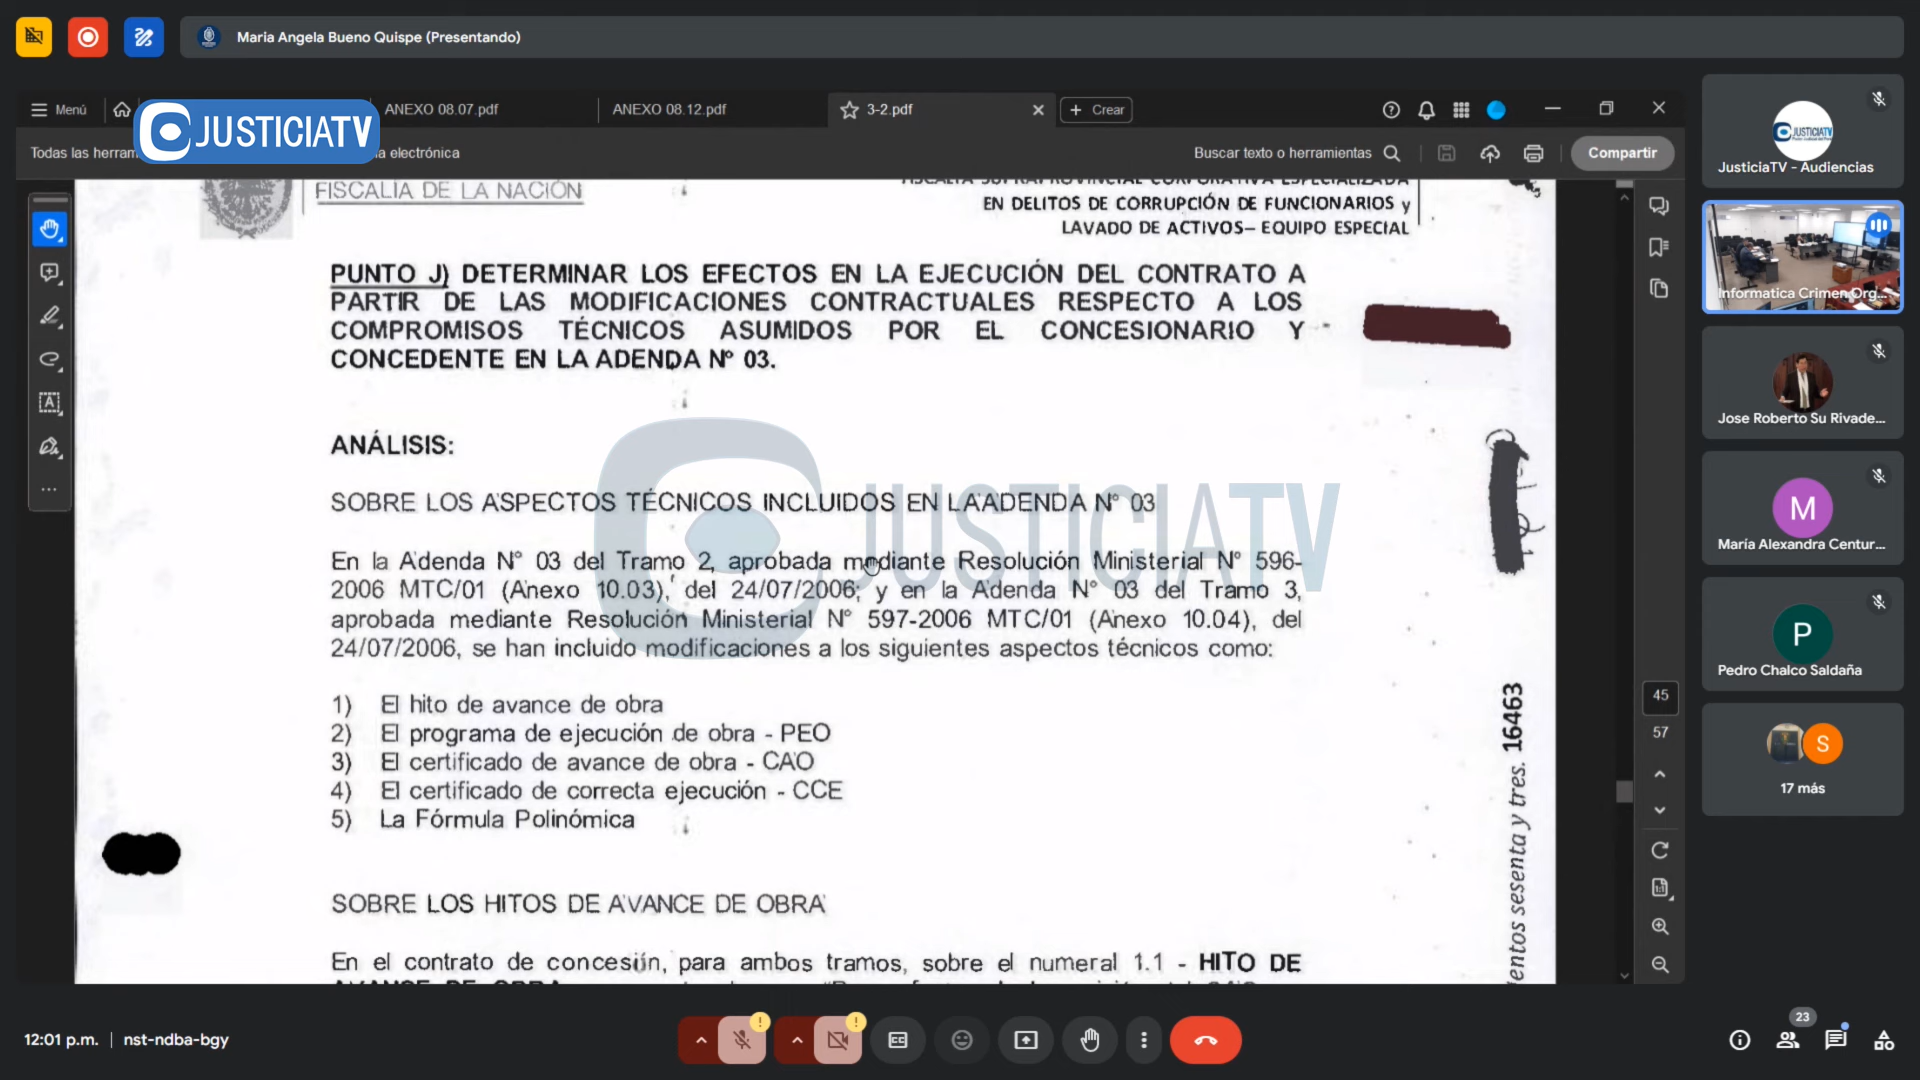 Maria Angela Bueno Quispe (Presentando)
Menú
ANEXO 08.07.pdf
ANEXO 08.12.pdf
3-2.pdf
Crear
JUSTICIATV
Todas las herram
a electrónica
Buscar texto o herramientas
Compartir
FISCALÍA DE LA NACIÓN
FISCALÍA SUPRAPROVINCIAL CORPORATIVA ESPECIALIZADA
EN DELITOS DE CORRUPCIÓN DE FUNCIONARIOS y
LAVADO DE ACTIVOS– EQUIPO ESPECIAL
PUNTO J) DETERMINAR LOS EFECTOS EN LA EJECUCIÓN DEL CONTRATO A
PARTIR DE LAS MODIFICACIONES CONTRACTUALES RESPECTO A LOS
COMPROMISOS TÉCNICOS ASUMIDOS POR EL CONCESIONARIO Y
CONCEDENTE EN LA ADENDA N° 03.
ANÁLISIS:
SOBRE LOS ASPECTOS TÉCNICOS INCLUIDOS EN LA ADENDA N° 03
En la Adenda N° 03 del Tramo 2, aprobada mediante Resolución Ministerial N° 596-
2006 MTC/01 (Anexo 10.03), del 24/07/2006; y en la Adenda N° 03 del Tramo 3,
aprobada mediante Resolución Ministerial N° 597-2006 MTC/01 (Anexo 10.04), del
24/07/2006, se han incluido modificaciones a los siguientes aspectos técnicos como:
1) El hito de avance de obra
2) El programa de ejecución de obra - PEO
3) El certificado de avance de obra - CAO
4) El certificado de correcta ejecución - CCE
5) La Fórmula Polinómica
SOBRE LOS HITOS DE AVANCE DE OBRA
En el contrato de concesión, para ambos tramos, sobre el numeral 1.1 - HITO DE
AVANCE DE OBRA
JUSTICIATV
entos sesenta y tres. 16463
45
57
JUSTICIATV
JusticiaTV - Audiencias
Informatica Crimen Org...
Jose Roberto Su Rivade...
M
María Alexandra Centur...
P
Pedro Chalco Saldaña
S
17 más
12:01 p.m. | nst-ndba-bgy
23